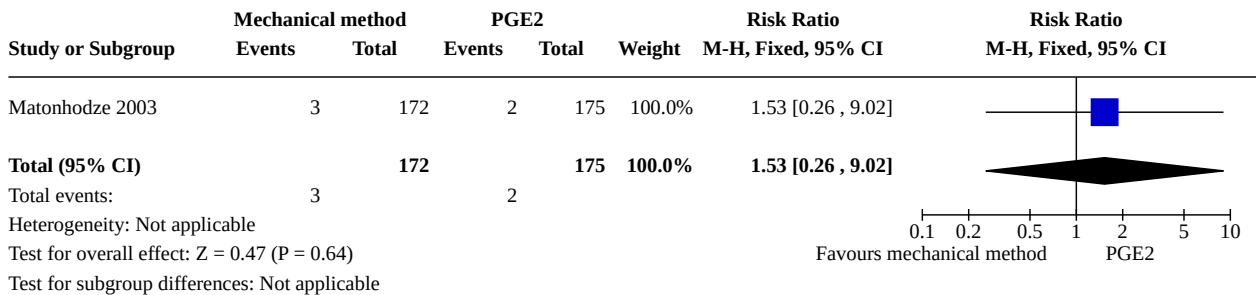 Mechanical method PGE2 Risk Ratio Risk Ratio
Study or Subgroup Events Total Events Total Weight M-H, Fixed, 95% CI M-H, Fixed, 95% CI
Matonhodze 2003 3 172 2 175 100.0% 1.53 [0.26 , 9.02]
Total (95% CI) 172 175 100.0% 1.53 [0.26 , 9.02]
Total events: 3 2
Heterogeneity: Not applicable
0.1 0.2 0.5 1 2 5 10
Test for overall effect: Z = 0.47 (P = 0.64) Favours mechanical method PGE2
Test for subgroup differences: Not applicable